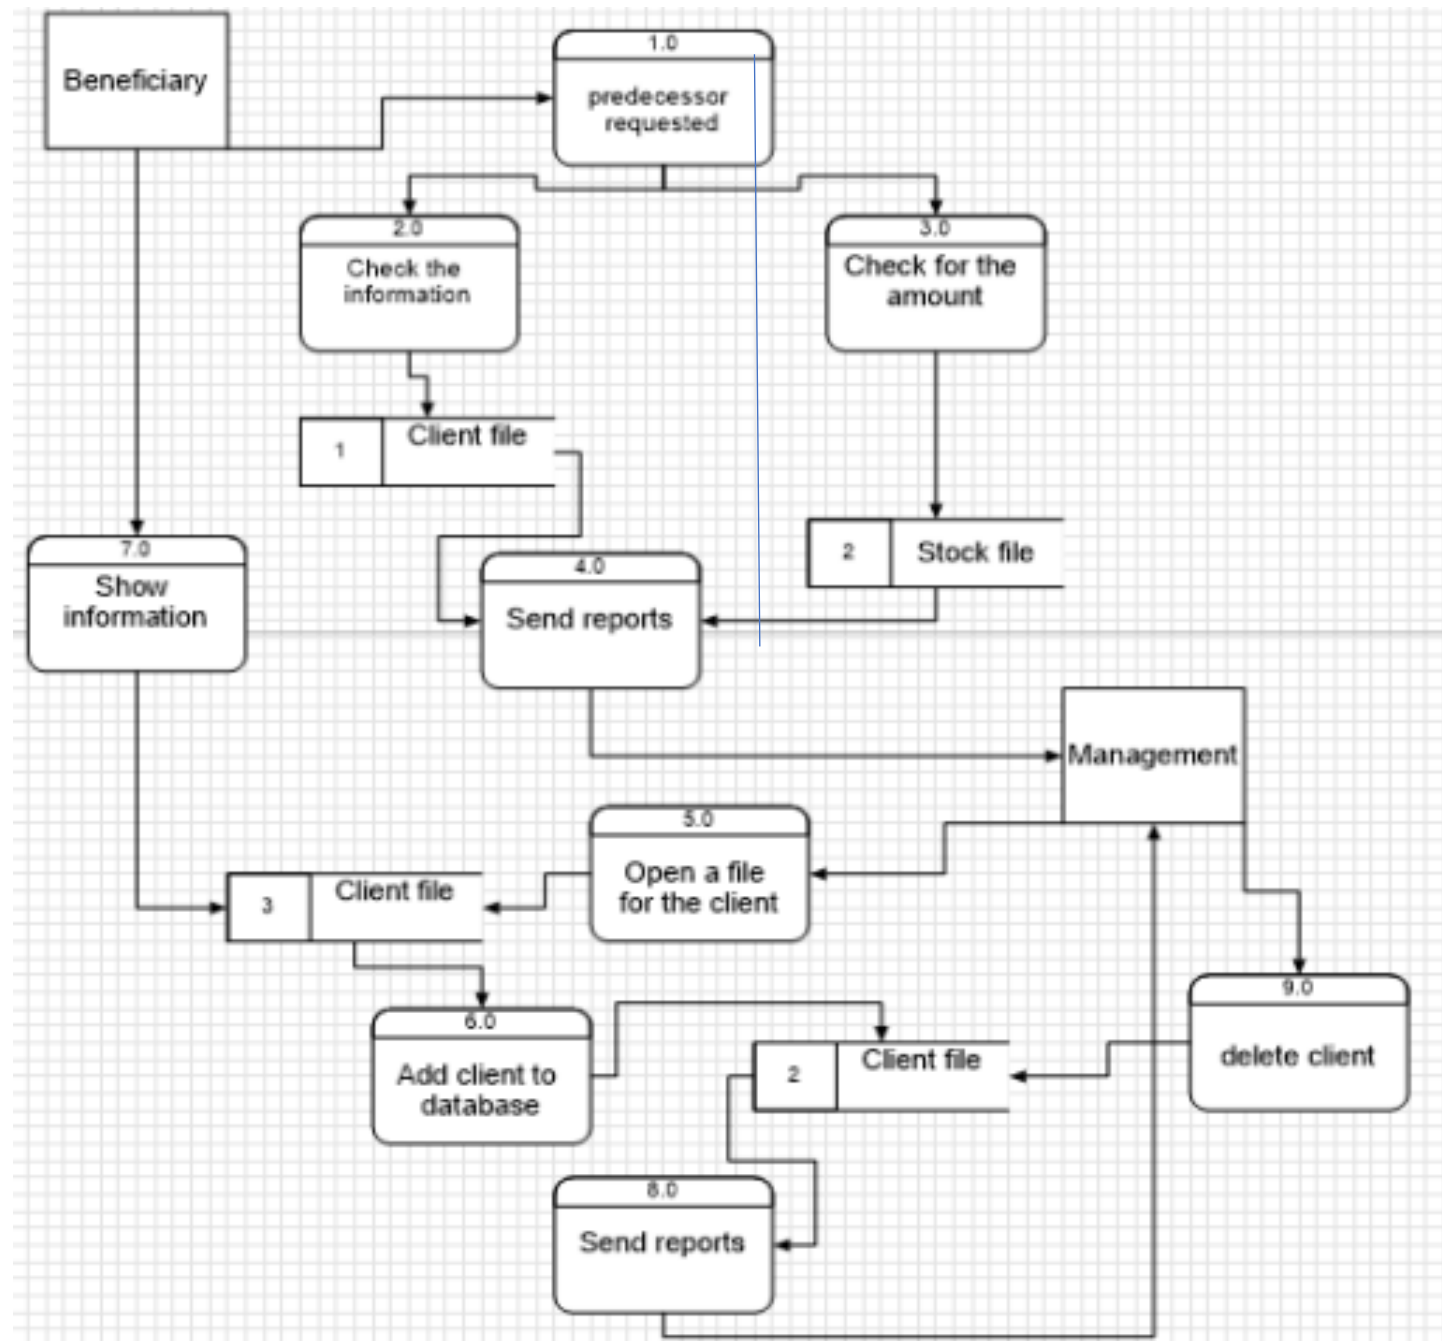 Beneficiary
1.0
predecessor
requested
2.0
Check the
information
3.0
Check for the
amount
1
Client file
2
Stock file
7.0
Show
information
4.0
Send reports
Management
5.0
Open a file
for the client
3
Client file
9.0
delete client
6.0
Add client to
database
2
Client file
8.0
Send reports